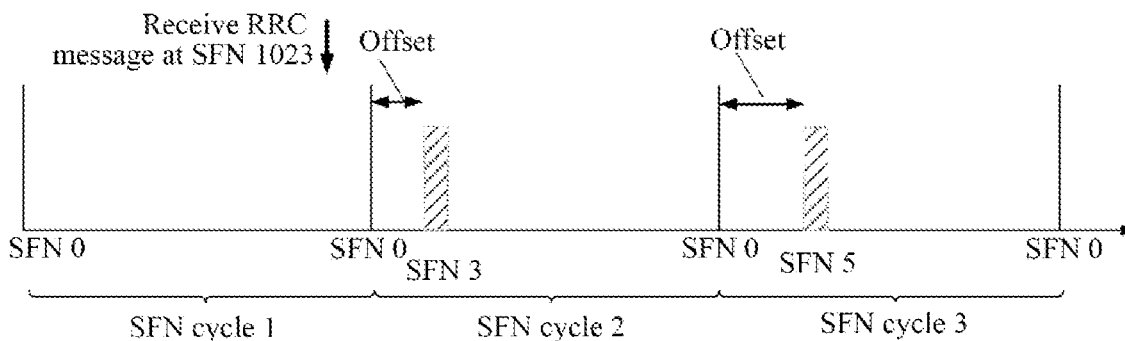 Receive RRC
message at SFN 1023
Offset
Offset
SFN 0
SFN 0
SFN 3
SFN 0
SFN 5
SFN 0
SFN cycle 1
SFN cycle 2
SFN cycle 3